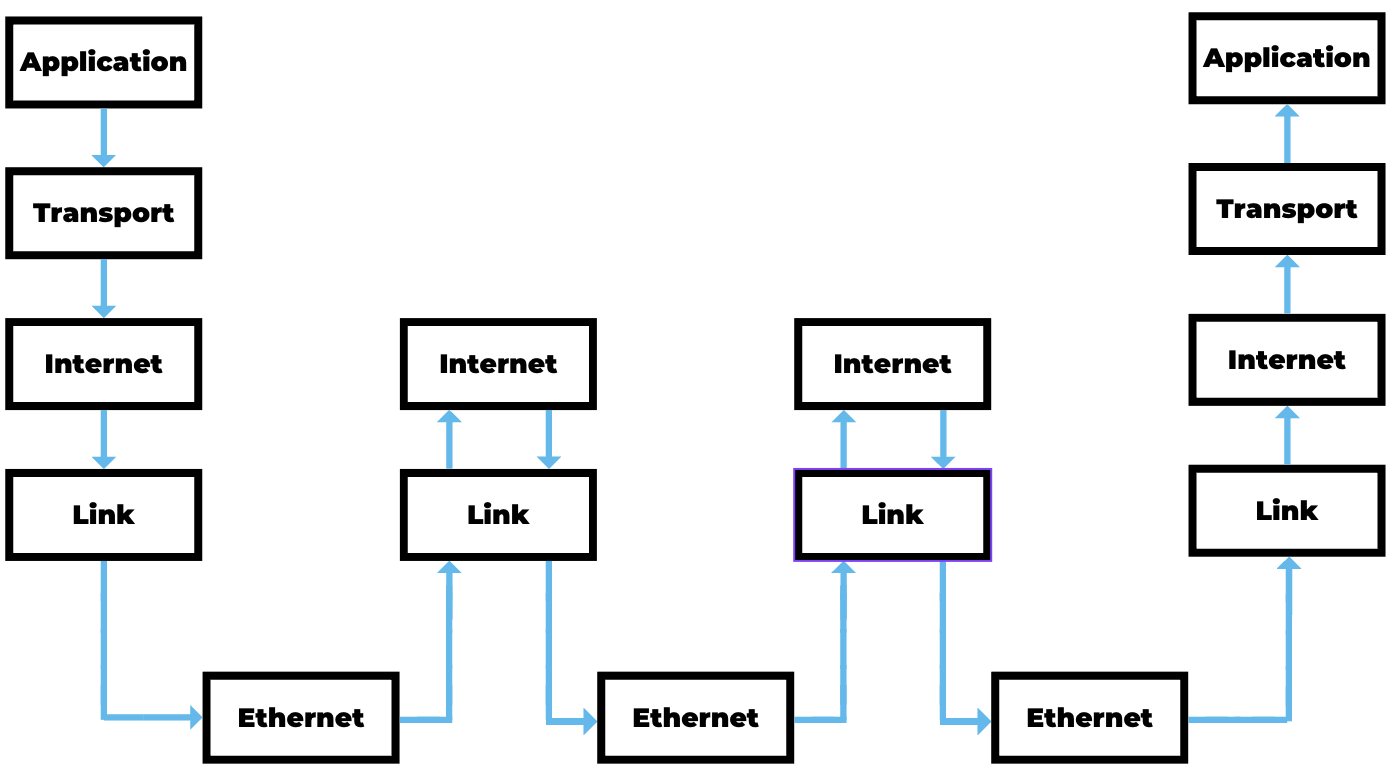 Application
Application
Transport
Transport
Internet
Internet
Internet
Internet
Link
Link
Link
Link
Ethernet
Ethernet
Ethernet